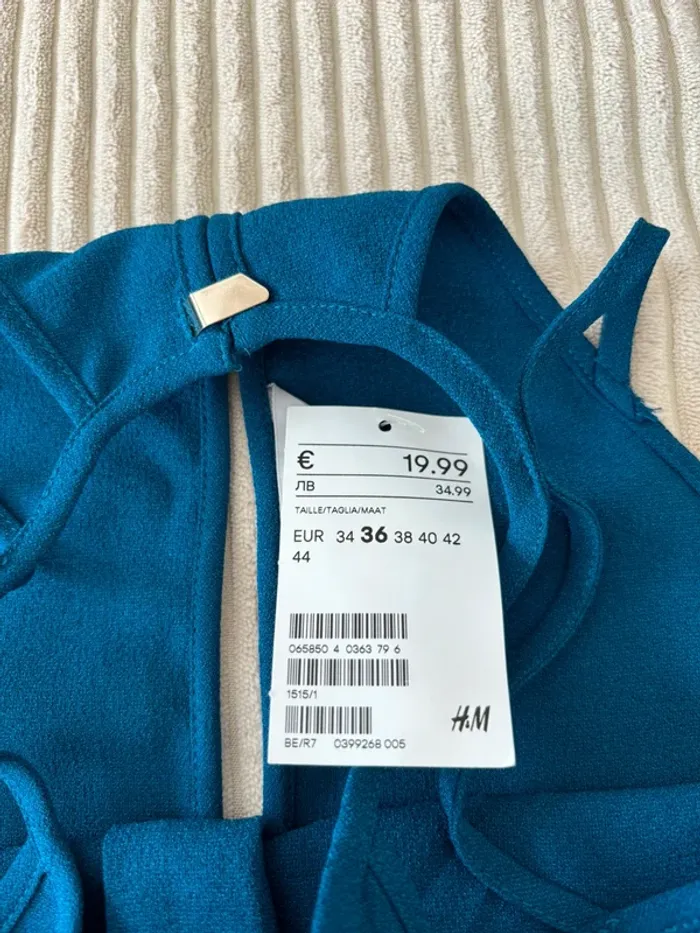 € 19.99
ЛВ 34.99
TAILLE/TAGLIA/MAAT
EUR 34 36 38 40 42
44
065850 4 0363 79 6
1515/1
H&M
BE/R7 0399268 005